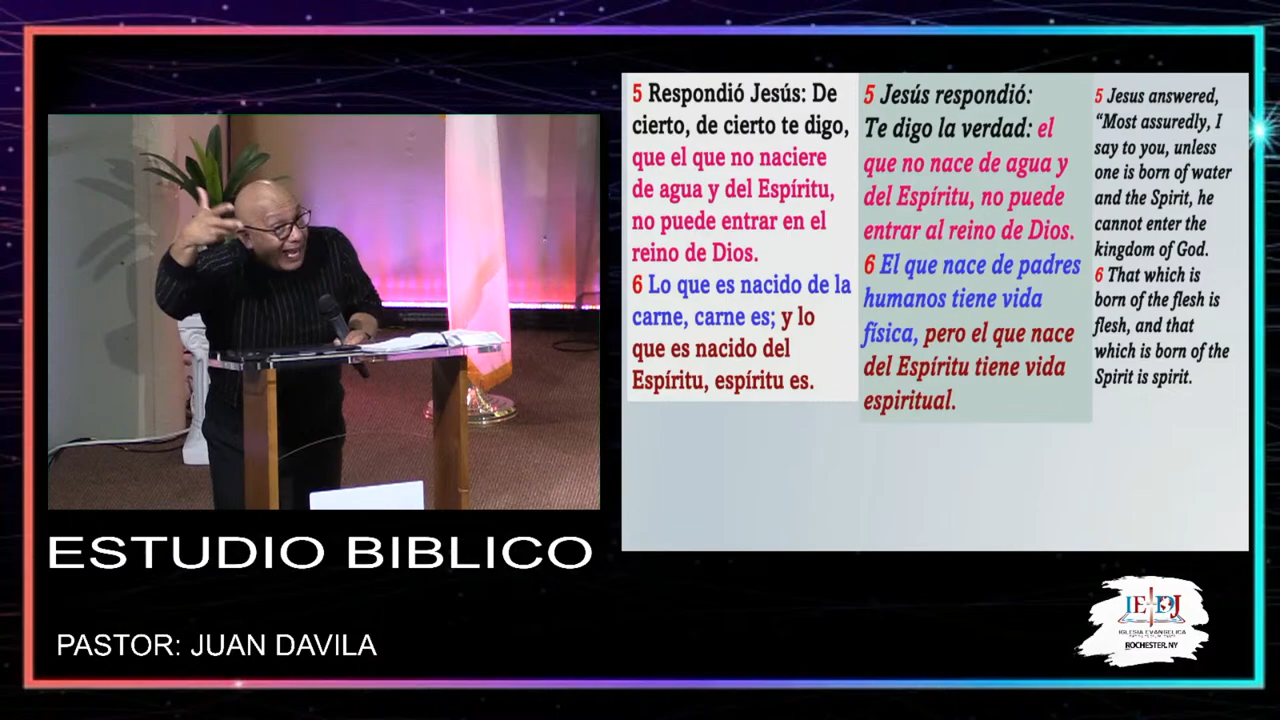 5 Respondió Jesús: De
cierto, de cierto te digo,
que el que no naciere
de agua y del Espíritu,
no puede entrar en el
reino de Dios.
6 Lo que es nacido de la
carne, carne es; y lo
que es nacido del
Espíritu, espíritu es.
5 Jesús respondió:
Te digo la verdad: el
que no nace de agua y
del Espíritu, no puede
entrar al reino de Dios.
6 El que nace de padres
humanos tiene vida
física, pero el que nace
del Espíritu tiene vida
espiritual.
5 Jesus answered,
“Most assuredly, I
say to you, unless
one is born of water
and the Spirit, he
cannot enter the
kingdom of God.
6 That which is
born of the flesh is
flesh, and that
which is born of the
Spirit is spirit.
ESTUDIO BIBLICO
PASTOR: JUAN DAVILA
IGLESIA EVANGELICA
ROCHESTER, NY